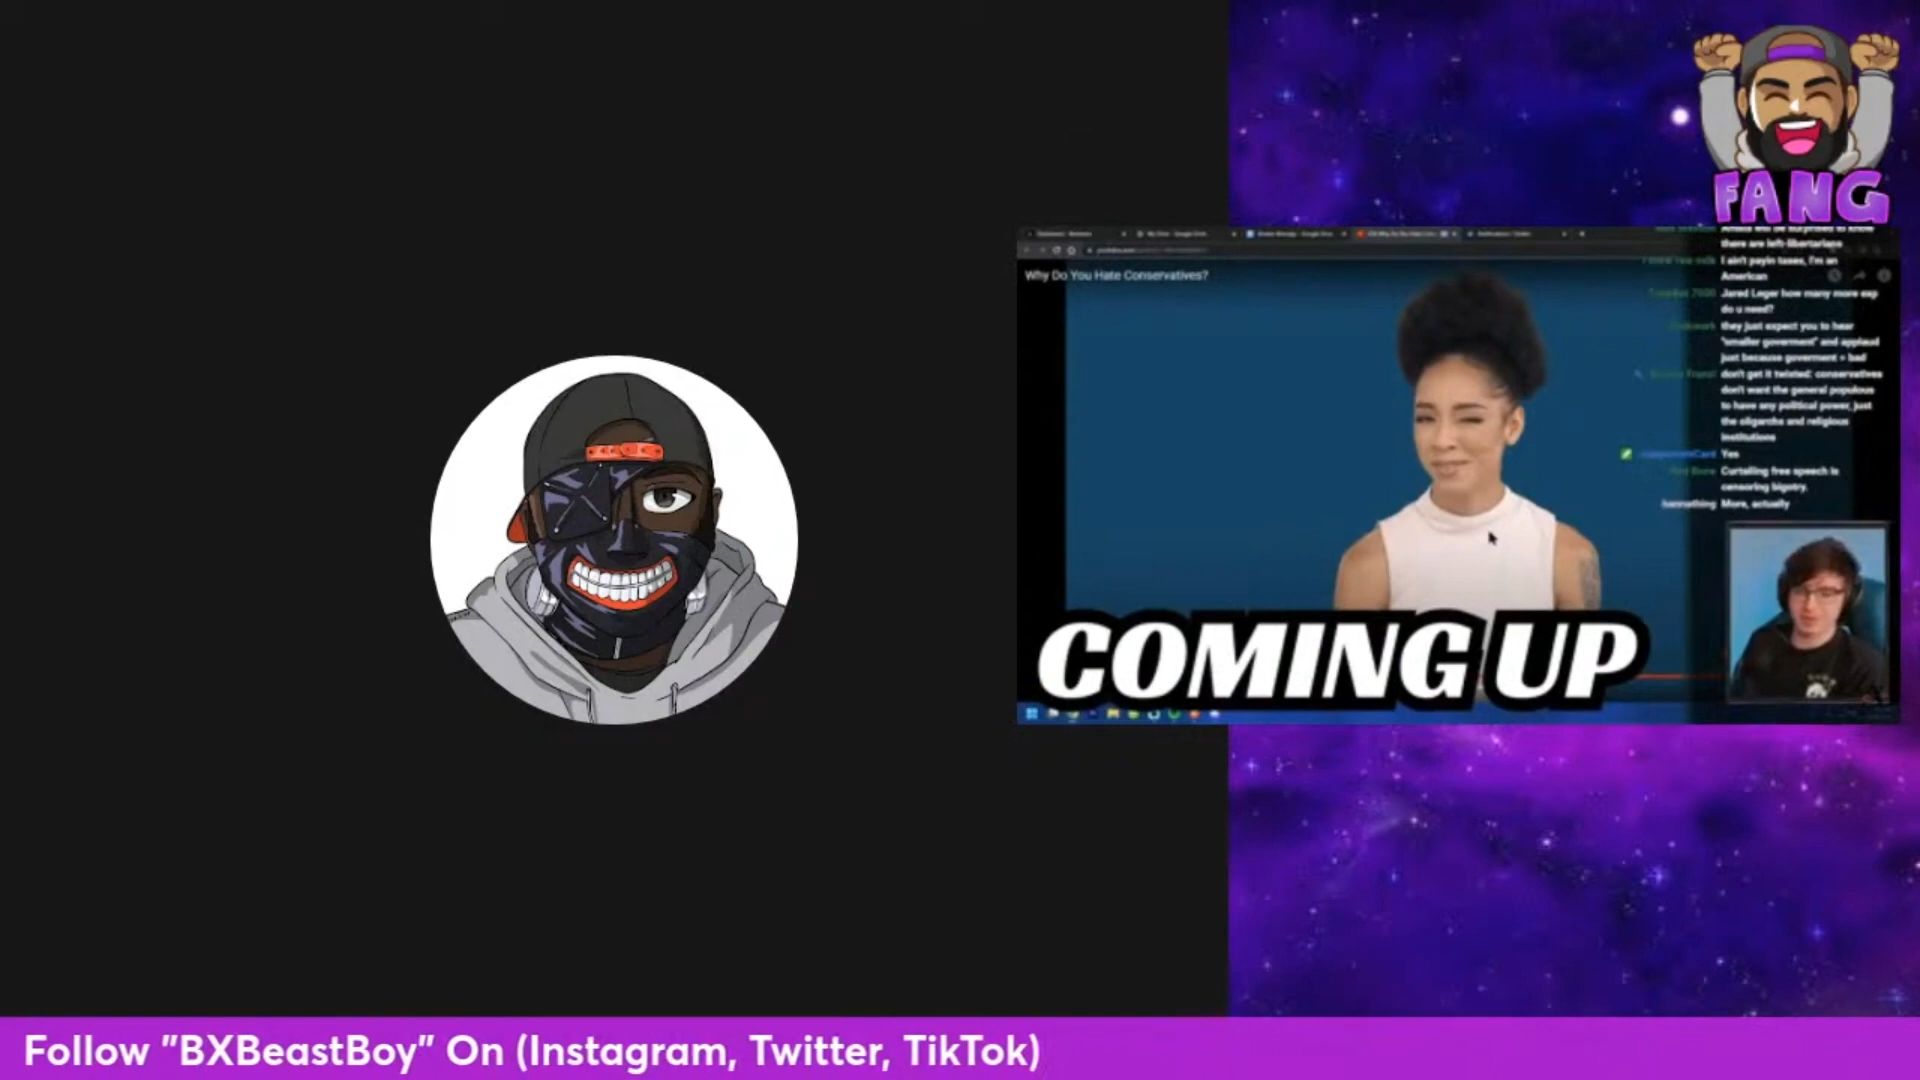 FANG
there are left-libertarians
Why Do You Hate Conservatives?
I ain't payin taxes, I'm an
American
Jared Leger how many more exp
do u need?
they just expect you to hear
"smaller goverment" and applaud
just because goverment = bad
don't get it twisted: conservatives
don't want the general populous
to have any political power, just
the oligarchs and religious
institutions
Yes
Curtailing free speech is
censoring bigotry.
More, actually
COMING UP
Follow "BXBeastBoy" On (Instagram, Twitter, TikTok)